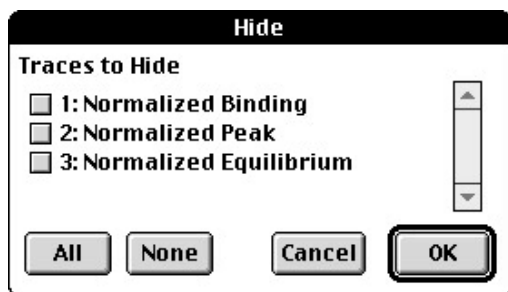 Hide
Traces to Hide
1: Normalized Binding
2: Normalized Peak
3: Normalized Equilibrium
All None Cancel OK